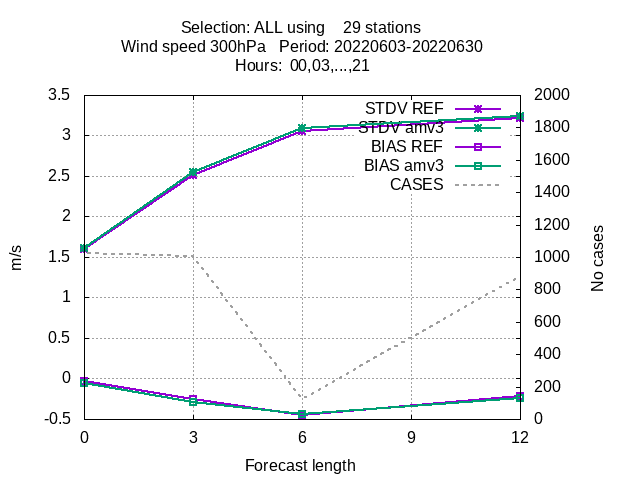 Selection: ALL using    29 stations
Wind speed 300hPa   Period: 20220603-20220630
Hours:  00,03,...,21
3.5
3
2.5
2
1.5
1
0.5
0
-0.5
m/s
2000
1800
1600
1400
1200
1000
800
600
400
200
0
No cases
STDV REF
STDV amv3
BIAS REF
BIAS amv3
CASES
0 3 6 9 12
Forecast length